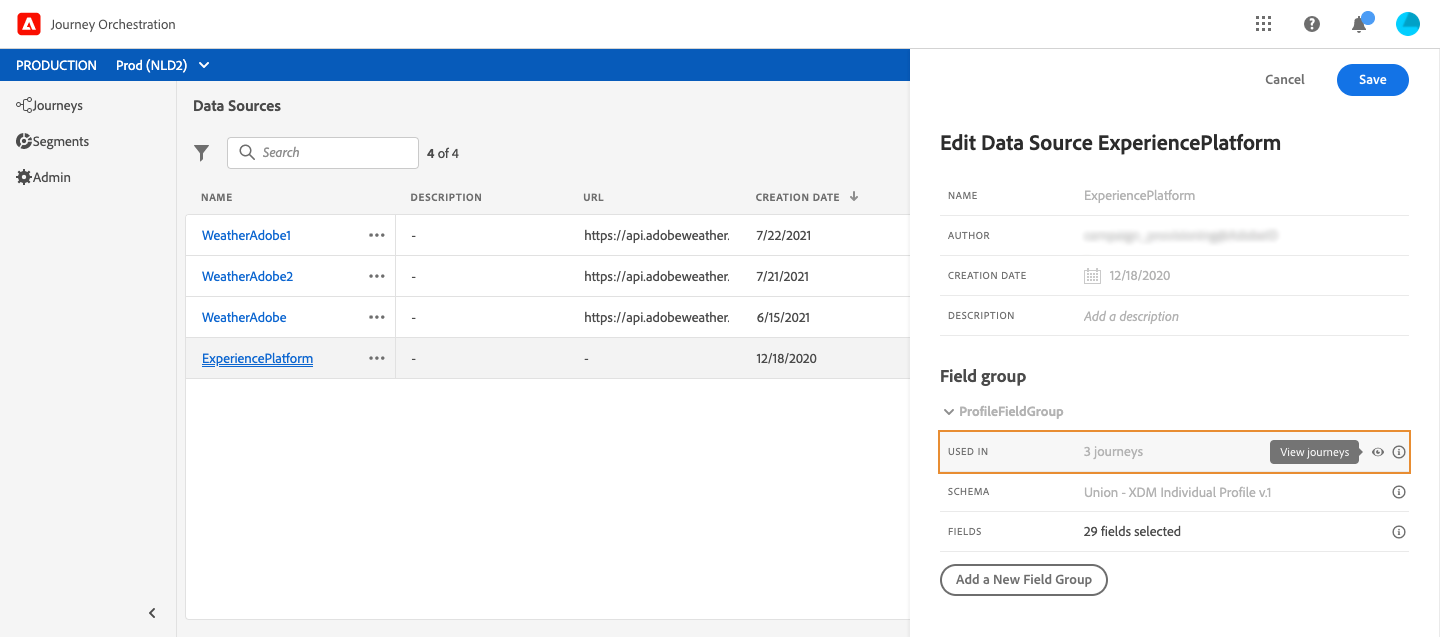 Journey Orchestration
PRODUCTION Prod (NLD2)
Journeys
Segments
Admin
Data Sources
Search
4 of 4
NAME DESCRIPTION URL CREATION DATE
WeatherAdobe1 ••• - https://api.adobeweather. 7/22/2021
WeatherAdobe2 ••• - https://api.adobeweather. 7/21/2021
WeatherAdobe ••• - https://api.adobeweather. 6/15/2021
ExperiencePlatform ••• - - 12/18/2020
Cancel Save
Edit Data Source ExperiencePlatform
NAME ExperiencePlatform
AUTHOR
CREATION DATE 12/18/2020
DESCRIPTION Add a description
Field group
ProfileFieldGroup
USED IN 3 journeys View journeys
SCHEMA Union - XDM Individual Profile v.1
FIELDS 29 fields selected
Add a New Field Group